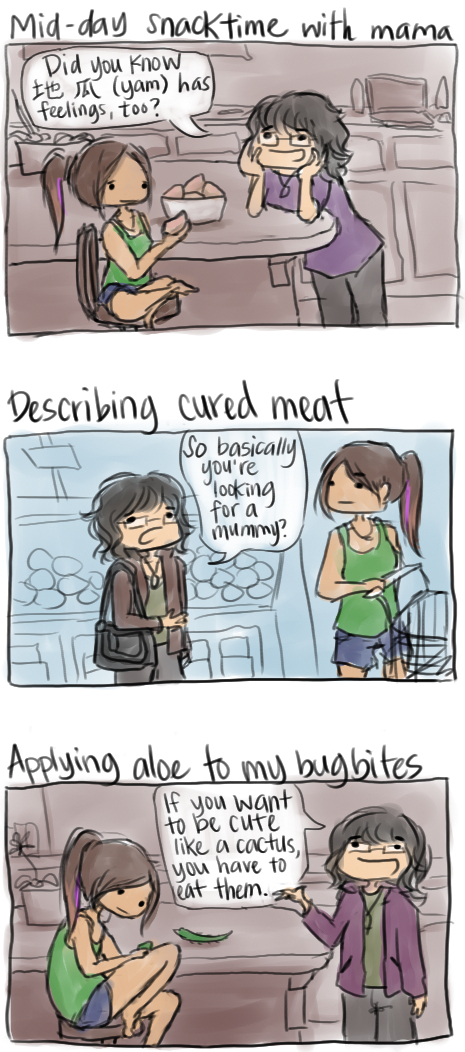 Mid-day snacktime with mama
Did you know
地瓜 (yam) has
feelings, too?
Describing cured meat
So basically
you're
looking
for a
mummy?
Applying aloe to my bugbites
If you want
to be cute
like a cactus,
you have to
eat them.